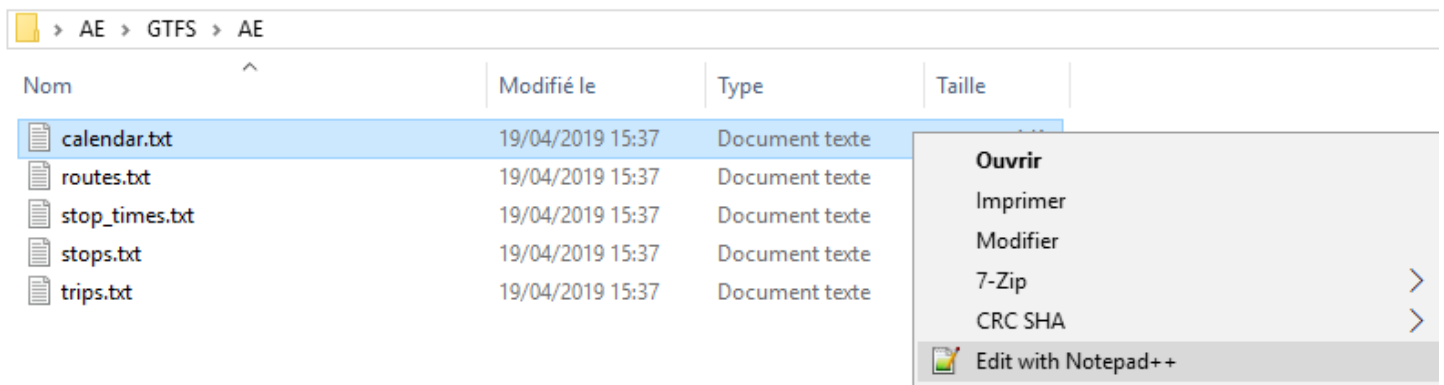 AE > GTFS > AE
Nom Modifié le Type Taille
calendar.txt 19/04/2019 15:37 Document texte
routes.txt 19/04/2019 15:37 Document texte
stop_times.txt 19/04/2019 15:37 Document texte
stops.txt 19/04/2019 15:37 Document texte
trips.txt 19/04/2019 15:37 Document texte
Ouvrir
Imprimer
Modifier
7-Zip
CRC SHA
Edit with Notepad++